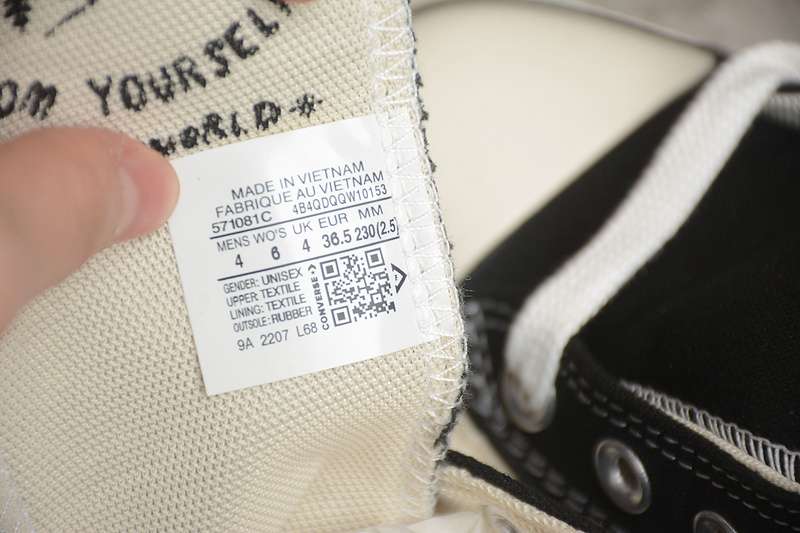 YOURSEL
WORLD
MADE IN VIETNAM
FABRIQUE AU VIETNAM
571081C 4B4QDQQW10153
MENS WO'S UK EUR MM
4 6 4 36.5 230(2.5)
GENDER: UNISEX
UPPER: TEXTILE
LINING: TEXTILE
OUTSOLE: RUBBER
CONVERSE
9A 2207 L68